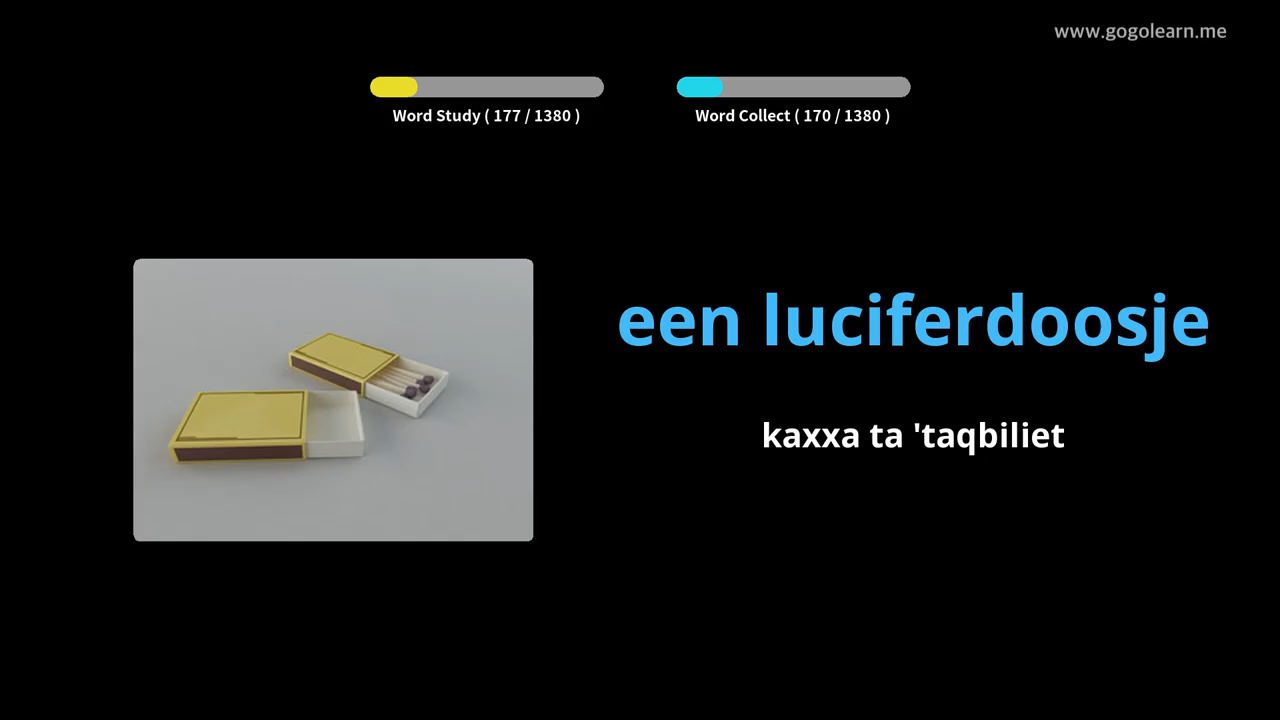 www.gogolearn.me
Word Study ( 177 / 1380 )
Word Collect ( 170 / 1380 )
een luciferdoosje
kaxxa ta 'taqbiliet